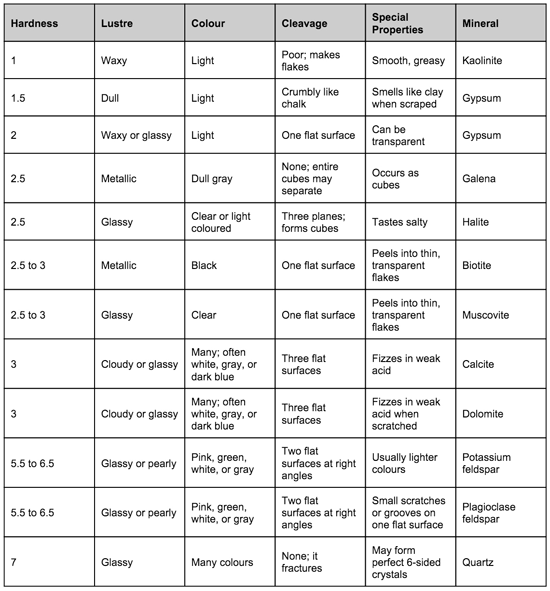 Hardness Lustre Colour Cleavage Special Properties Mineral
1 Waxy Light Poor; makes flakes Smooth, greasy Kaolinite
1.5 Dull Light Crumbly like chalk Smells like clay when scraped Gypsum
2 Waxy or glassy Light One flat surface Can be transparent Gypsum
2.5 Metallic Dull gray None; entire cubes may separate Occurs as cubes Galena
2.5 Glassy Clear or light coloured Three planes; forms cubes Tastes salty Halite
2.5 to 3 Metallic Black One flat surface Peels into thin, transparent flakes Biotite
2.5 to 3 Glassy Clear One flat surface Peels into thin, transparent flakes Muscovite
3 Cloudy or glassy Many; often white, gray, or dark blue Three flat surfaces Fizzes in weak acid Calcite
3 Cloudy or glassy Many; often white, gray, or dark blue Three flat surfaces Fizzes in weak acid when scratched Dolomite
5.5 to 6.5 Glassy or pearly Pink, green, white, or gray Two flat surfaces at right angles Usually lighter colours Potassium feldspar
5.5 to 6.5 Glassy or pearly Pink, green, white, or gray Two flat surfaces at right angles Small scratches or grooves on one flat surface Plagioclase feldspar
7 Glassy Many colours None; it fractures May form perfect 6-sided crystals Quartz